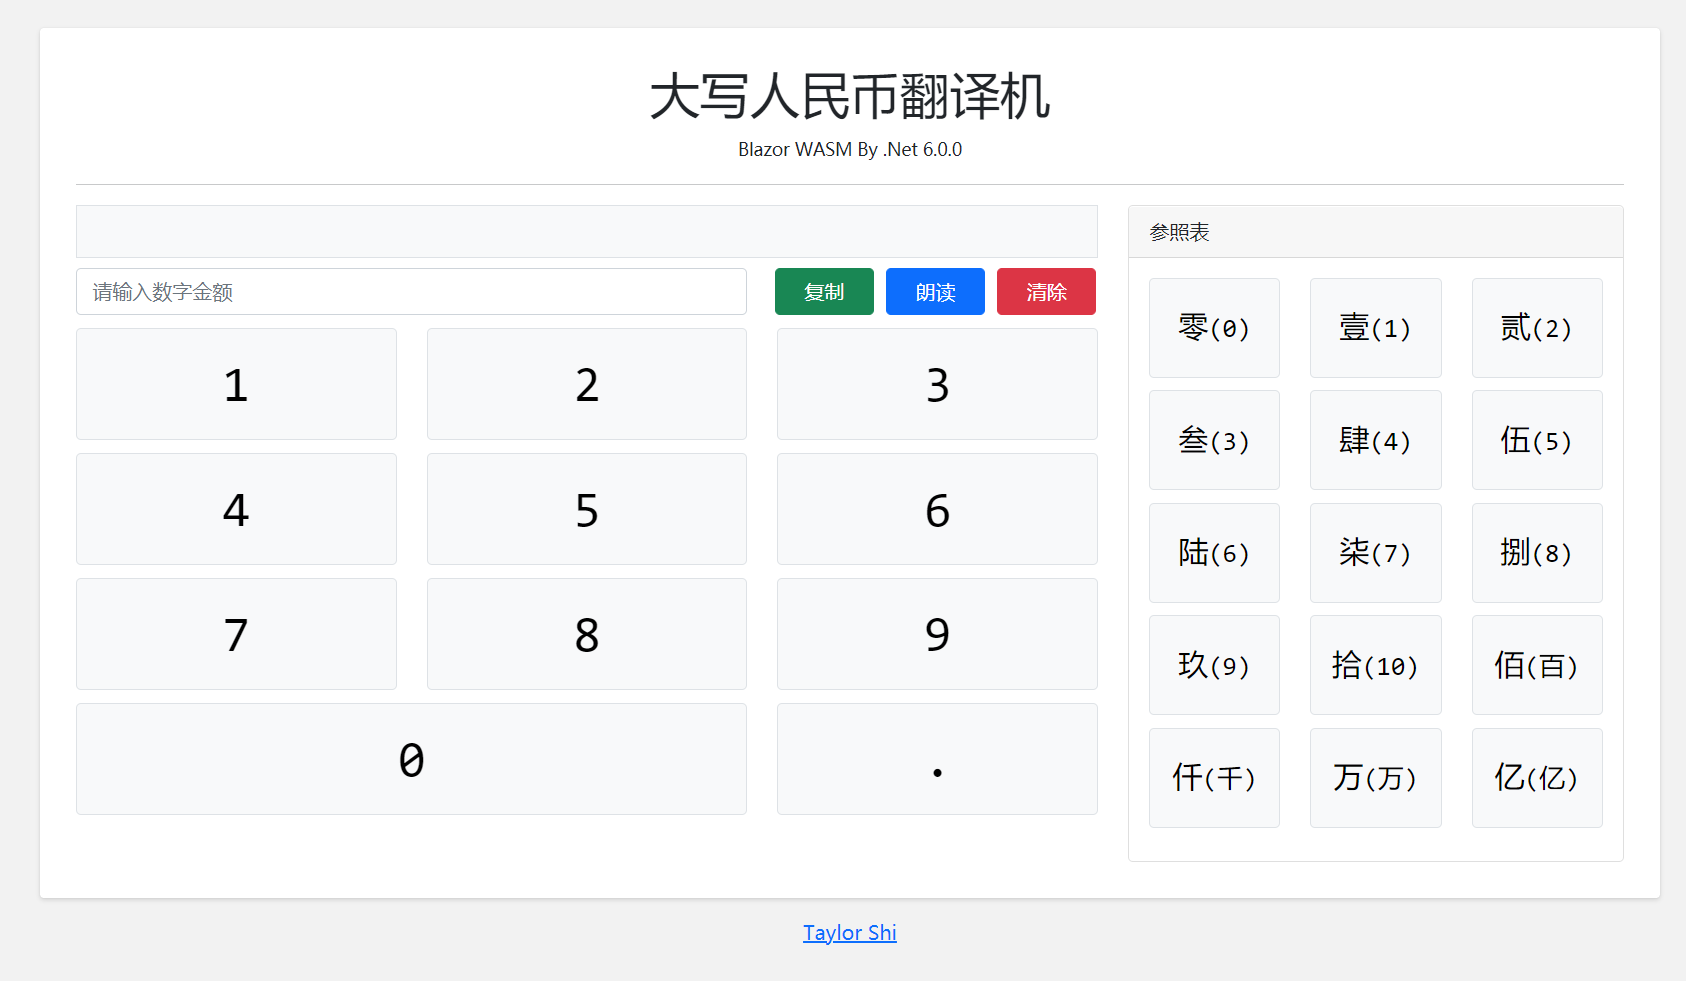 大写人民币翻译机
Blazor WASM By .Net 6.0.0
请输入数字金额
复制 朗读 清除
1 2 3
4 5 6
7 8 9
0 .
参照表
零(0) 壹(1) 贰(2)
叁(3) 肆(4) 伍(5)
陆(6) 柒(7) 捌(8)
玖(9) 拾(10) 佰(百)
仟(千) 万(万) 亿(亿)
Taylor Shi